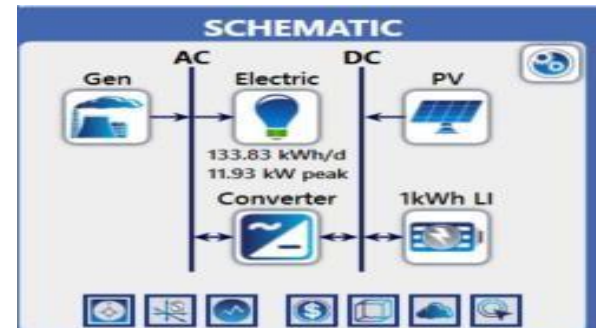 SCHEMATIC
AC DC
Gen Electric PV
133.83 kWh/d
11.93 kW peak
Converter 1kWh LI